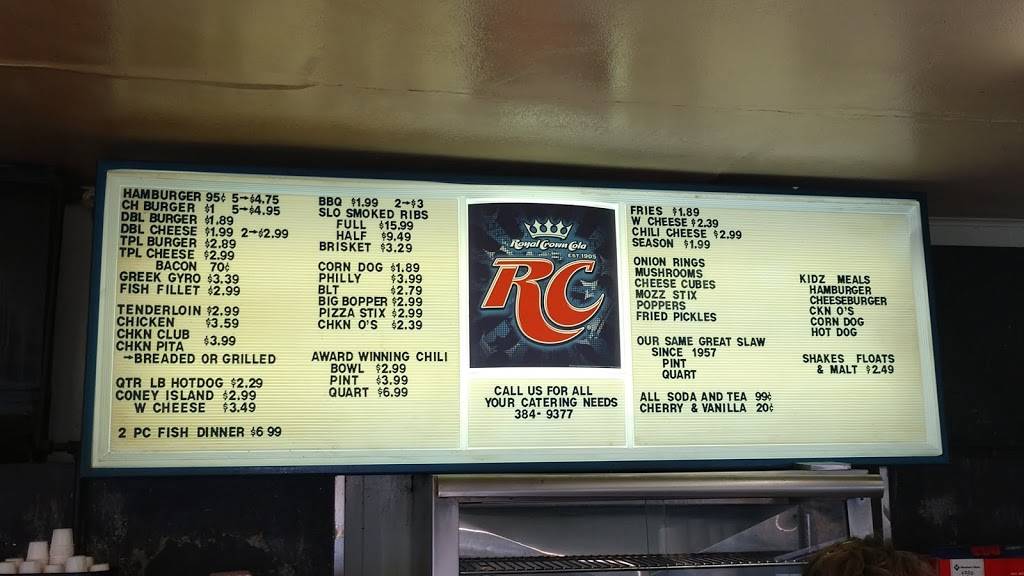 HAMBURGER 95¢ 5→$4.75
CH BURGER $1 5→$4.95
DBL BURGER $1.89
DBL CHEESE $1.99 2→$2.99
TPL BURGER $2.89
TPL CHEESE $2.99
BACON 70¢
GREEK GYRO $3.39
FISH FILLET $2.99
TENDERLOIN $2.99
CHICKEN $3.59
CHKN CLUB
CHKN PITA $3.99
→BREADED OR GRILLED
QTR LB HOTDOG $2.29
CONEY ISLAND $2.99
W CHEESE $3.49
2 PC FISH DINNER $6 99
BBQ $1.99 2→$3
SLO SMOKED RIBS
FULL $15.99
HALF $9.49
BRISKET $3.29
CORN DOG $1.89
PHILLY $3.99
BLT $2.79
BIG BOPPER $2.99
PIZZA STIX $2.99
CHKN O'S $2.39
AWARD WINNING CHILI
BOWL $2.99
PINT $3.99
QUART $6.99
Royal Crown Cola
EST. 1905
RC
CALL US FOR ALL
YOUR CATERING NEEDS
384-9377
FRIES $1.89
W CHEESE $2.39
CHILI CHEESE $2.99
SEASON $1.99
ONION RINGS
MUSHROOMS
CHEESE CUBES
MOZZ STIX
POPPERS
FRIED PICKLES
OUR SAME GREAT SLAW
SINCE 1957
PINT
QUART
ALL SODA AND TEA 99¢
CHERRY & VANILLA 20¢
KIDZ MEALS
HAMBURGER
CHEESEBURGER
CKN O'S
CORN DOG
HOT DOG
SHAKES FLOATS
& MALT $2.49